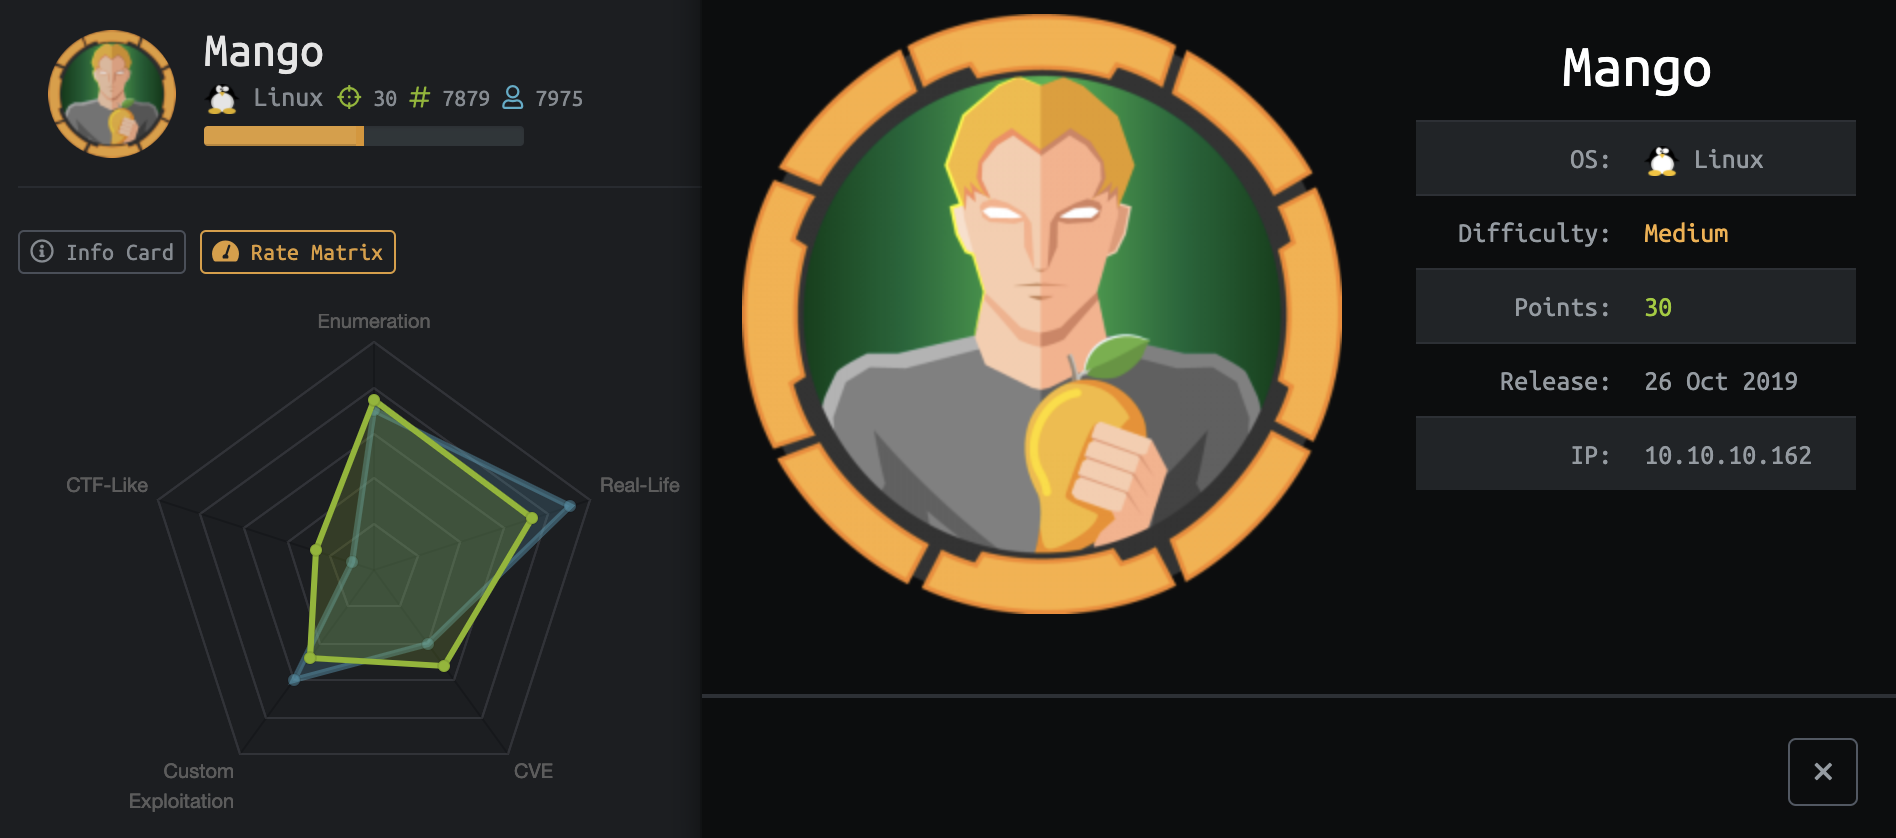 Mango
Linux 30 # 7879 7975
Info Card
Rate Matrix
Enumeration
CTF-Like
Real-Life
Custom
Exploitation
CVE
Mango
OS: Linux
Difficulty: Medium
Points: 30
Release: 26 Oct 2019
IP: 10.10.10.162